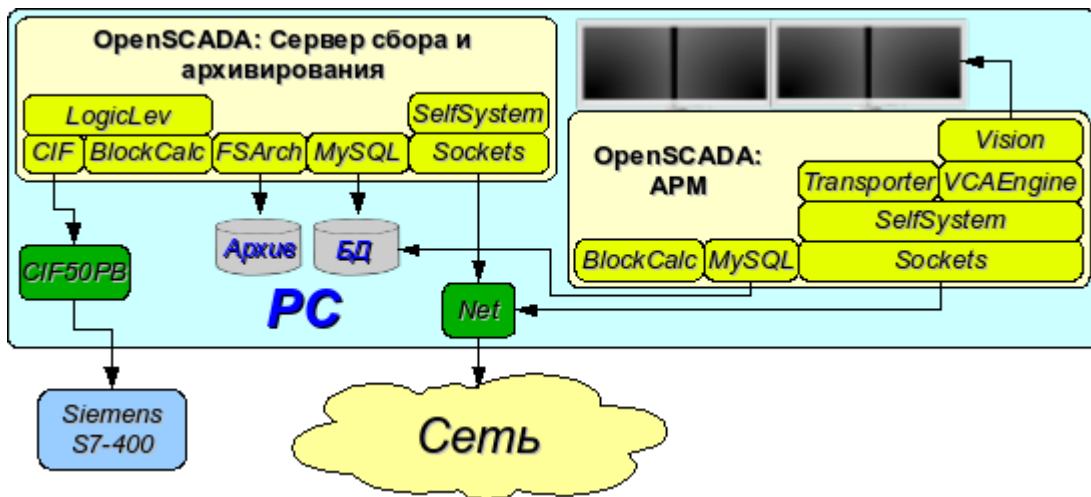 OpenSCADA: Сервер сбора и
архивирования
LogicLev
SelfSystem
CIF
BlockCalc
FSArch
MySQL
Sockets
OpenSCADA:
АРМ
Vision
Transporter
VCAEngine
SelfSystem
BlockCalc
MySQL
Sockets
Архив
БД
CIF50PB
PC
Net
Siemens
S7-400
Сеть